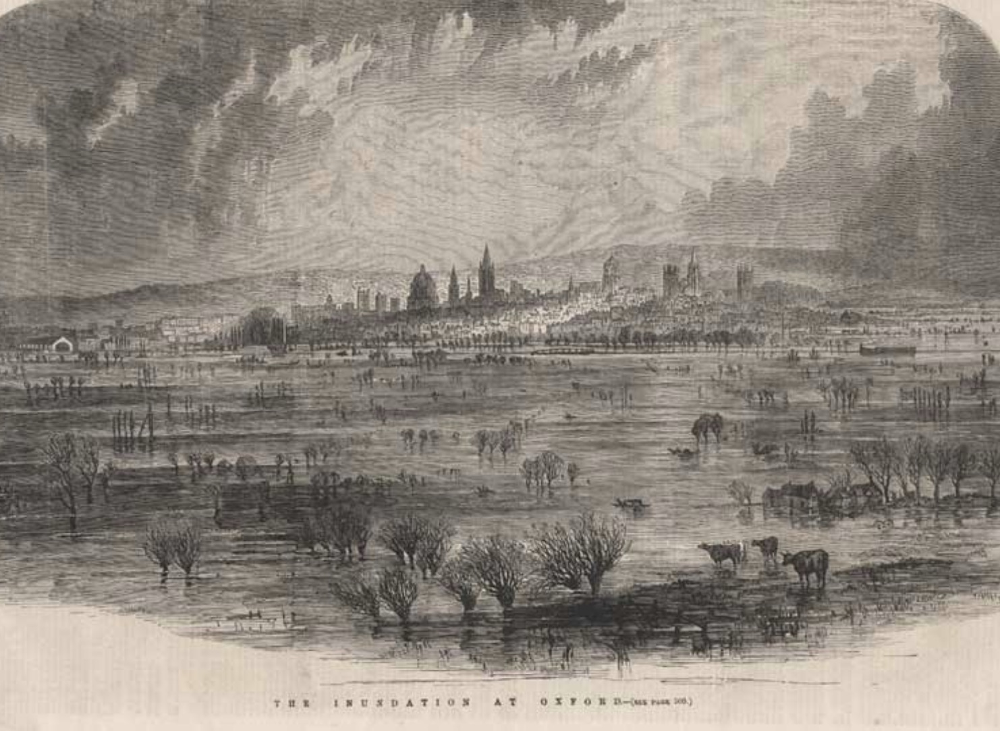 THE INUNDATION AT OXFORD.—(SEE PAGE